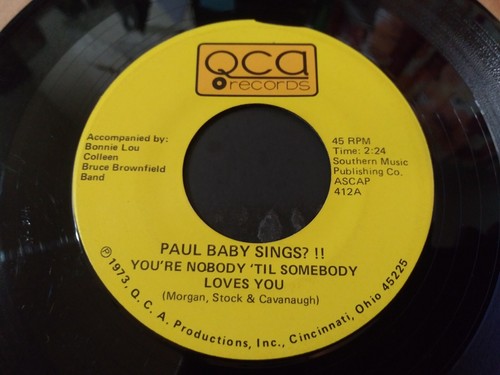 QCA
records
Accompanied by:
Bonnie Lou
Colleen
Bruce Brownfield
Band
45 RPM
Time: 2:24
Southern Music
Publishing Co.
ASCAP
412A
PAUL BABY SINGS? !!
YOU'RE NOBODY 'TIL SOMEBODY
LOVES YOU
(Morgan, Stock & Cavanaugh)
Ⓟ1973, Q. C. A. Productions, Inc., Cincinnati, Ohio 45225